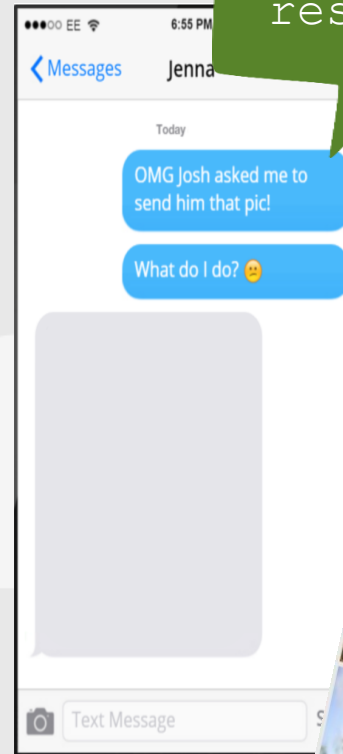 res
EE 6:55 PM
Messages Jenna
Today
OMG Josh asked me to
send him that pic!
What do I do? 😕
Text Message S